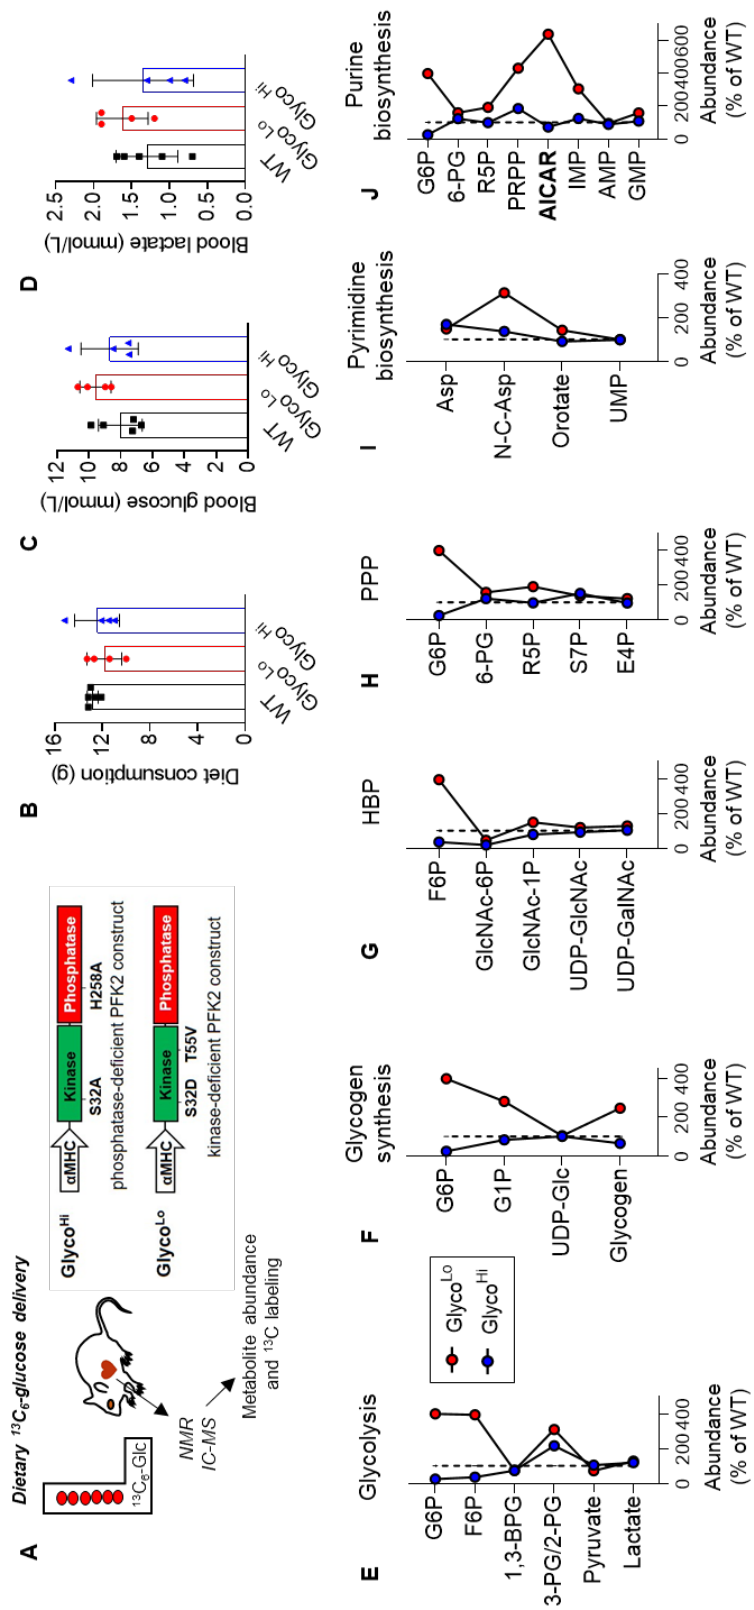 A
Dietary ¹³C₆-glucose delivery
¹³C₆-Glc
NMR
IC-MS
Metabolite abundance
and ¹³C labeling
Glyco^Hi
αMHC
Kinase
Phosphatase
S32A
H258A
phosphatase-deficient PFK2 construct
Glyco^Lo
αMHC
Kinase
Phosphatase
S32D
T55V
kinase-deficient PFK2 construct
B
Diet consumption (g)
16
12
8
4
0
WT
Glyco^Lo
Glyco^Hi
C
Blood glucose (mmol/L)
12
10
8
6
4
2
0
WT
Glyco^Lo
Glyco^Hi
D
Blood lactate (mmol/L)
2.5
2.0
1.5
1.0
0.5
0.0
WT
Glyco^Lo
Glyco^Hi
E
Glycolysis
G6P
F6P
1,3-BPG
3-PG/2-PG
Pyruvate
Lactate
0 200 400
Abundance
(% of WT)
Glyco^Lo
Glyco^Hi
F
Glycogen
synthesis
G6P
G1P
UDP-Glc
Glycogen
0 200 400
Abundance
(% of WT)
G
HBP
F6P
GlcNAc-6P
GlcNAc-1P
UDP-GlcNAc
UDP-GalNAc
0 200 400
Abundance
(% of WT)
H
PPP
G6P
6-PG
R5P
S7P
E4P
0 200 400
Abundance
(% of WT)
I
Pyrimidine
biosynthesis
Asp
N-C-Asp
Orotate
UMP
0 200 400
Abundance
(% of WT)
J
Purine
biosynthesis
G6P
6-PG
R5P
PRPP
AICAR
IMP
AMP
GMP
0 200 400 600
Abundance
(% of WT)